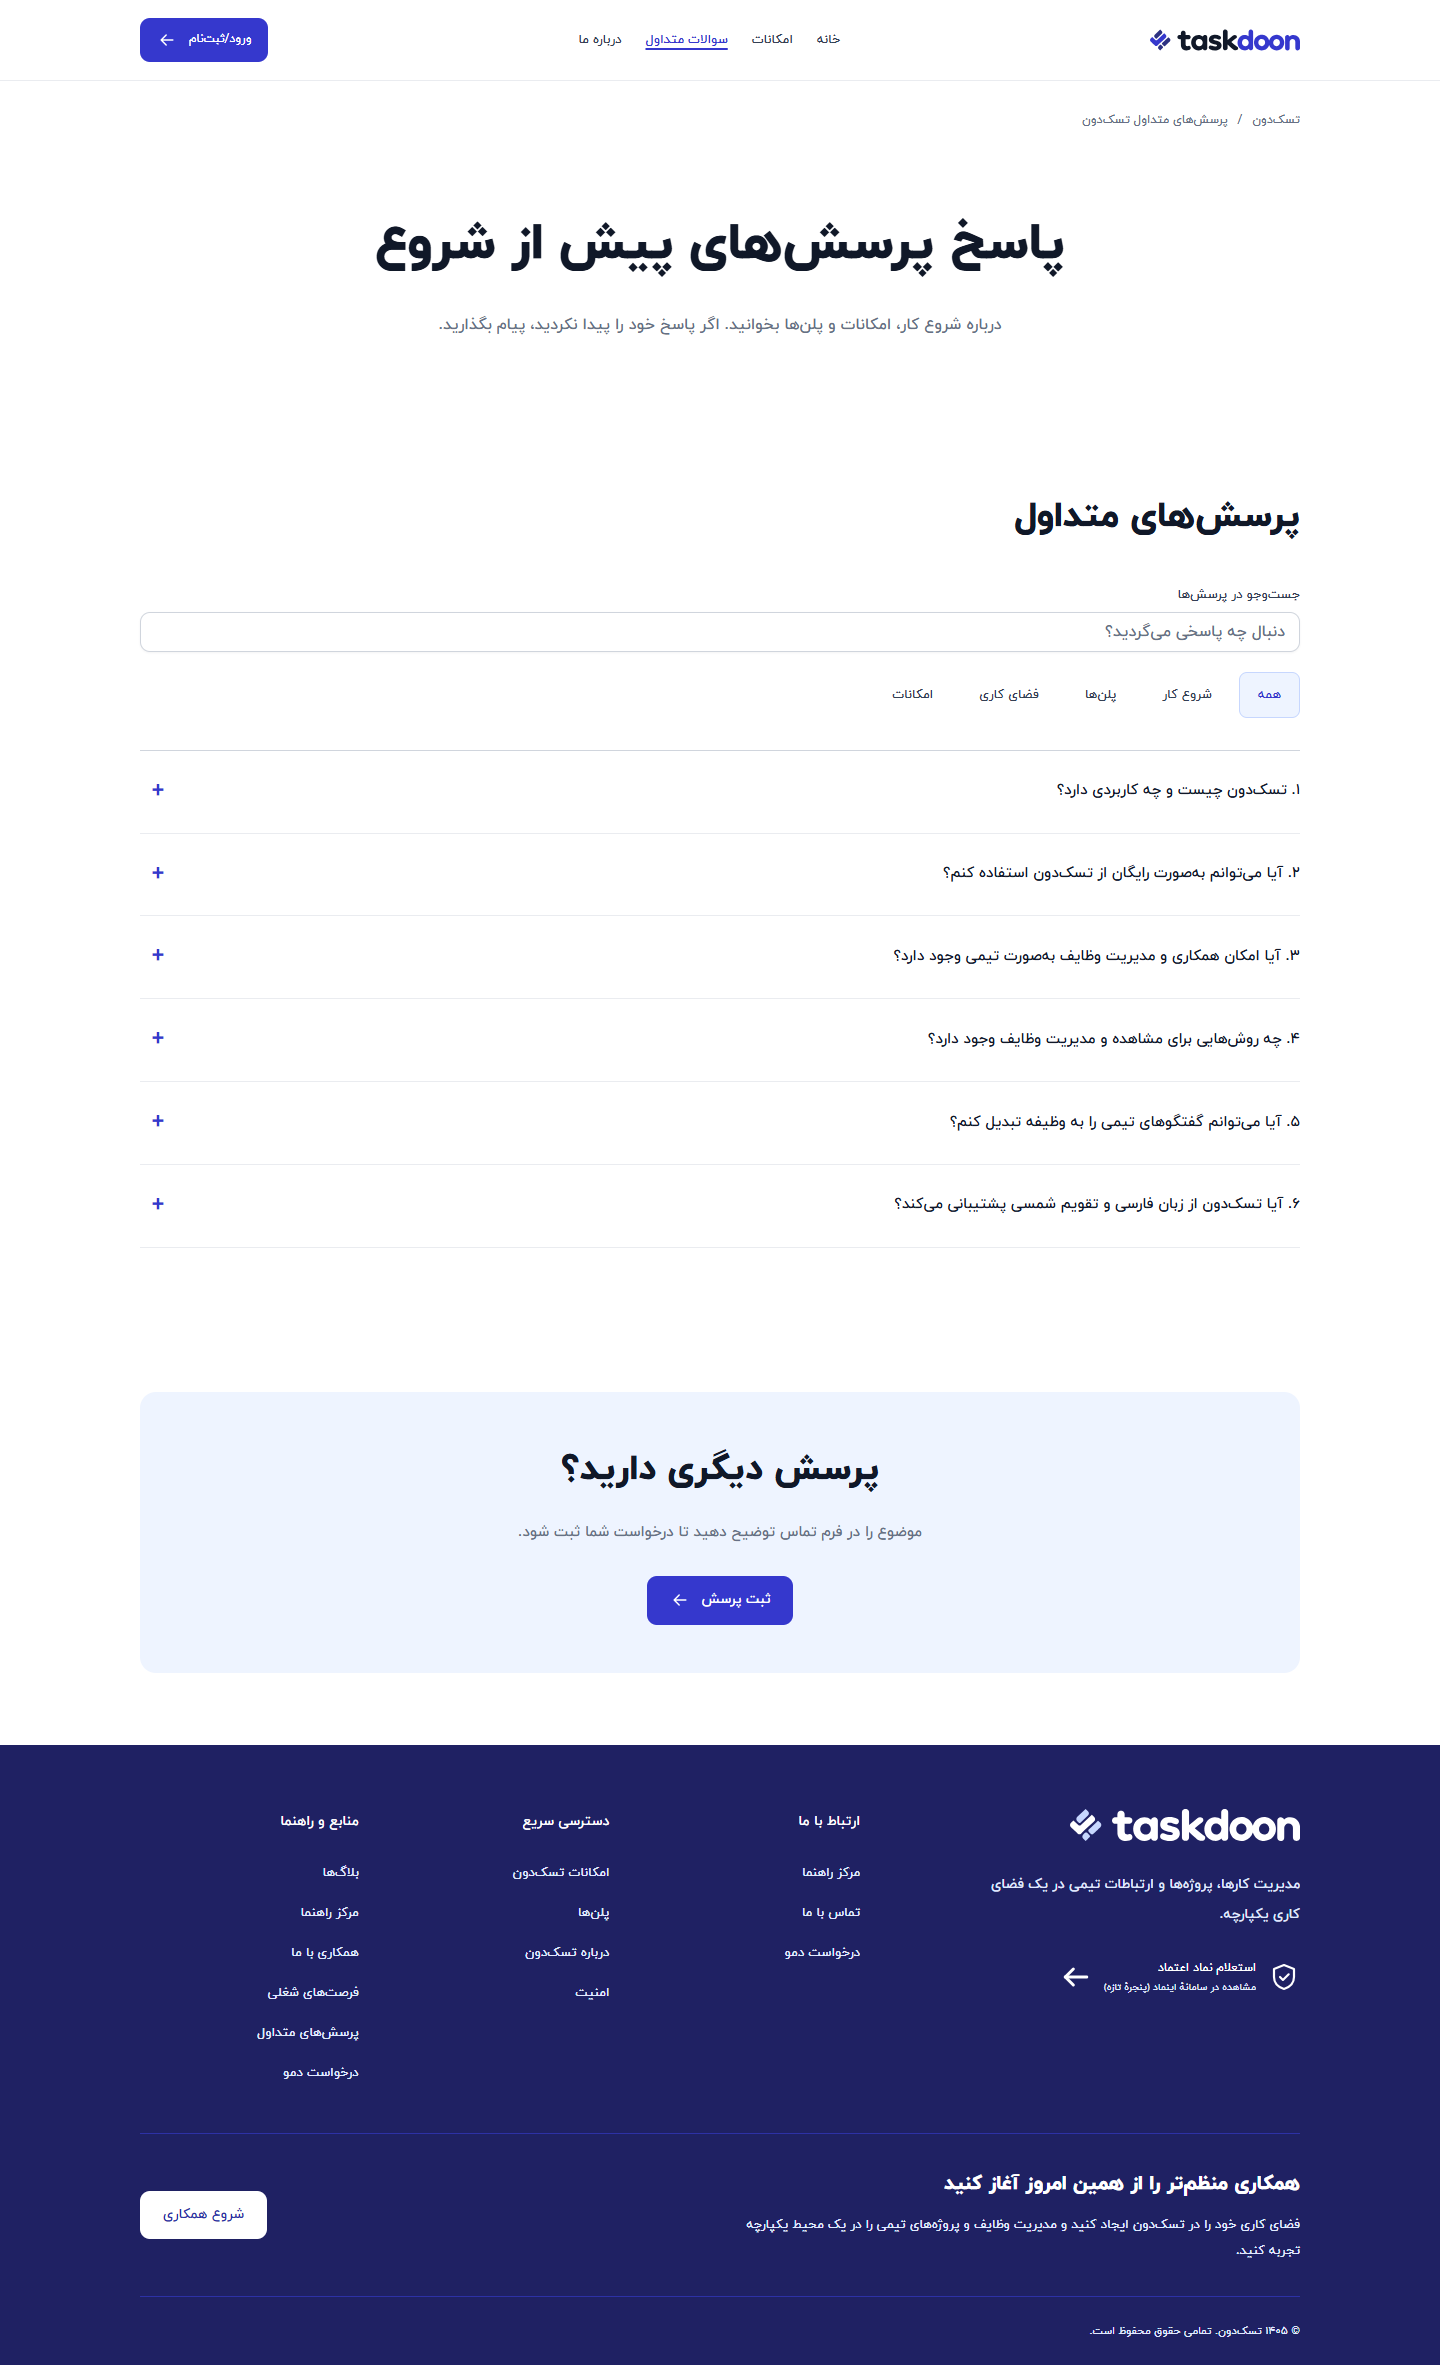 taskdoon
خانه
امکانات
سوالات متداول
درباره ما
ورود/ثبت‌نام
تسک‌دون / پرسش‌های متداول تسک‌دون
پاسخ پرسش‌های پیش از شروع
درباره شروع کار، امکانات و پلن‌ها بخوانید. اگر پاسخ خود را پیدا نکردید، پیام بگذارید.
پرسش‌های متداول
جست‌وجو در پرسش‌ها
دنبال چه پاسخی می‌گردید؟
همه
شروع کار
پلن‌ها
فضای کاری
امکانات
۱. تسک‌دون چیست و چه کاربردی دارد؟
+
۲. آیا می‌توانم به‌صورت رایگان از تسک‌دون استفاده کنم؟
+
۳. آیا امکان همکاری و مدیریت وظایف به‌صورت تیمی وجود دارد؟
+
۴. چه روش‌هایی برای مشاهده و مدیریت وظایف وجود دارد؟
+
۵. آیا می‌توانم گفتگوهای تیمی را به وظیفه تبدیل کنم؟
+
۶. آیا تسک‌دون از زبان فارسی و تقویم شمسی پشتیبانی می‌کند؟
+
پرسش دیگری دارید؟
موضوع را در فرم تماس توضیح دهید تا درخواست شما ثبت شود.
ثبت پرسش
taskdoon
مدیریت کارها، پروژه‌ها و ارتباطات تیمی در یک فضای
کاری یکپارچه.
استعلام نماد اعتماد
مشاهده در سامانهٔ اینماد (پنجرهٔ تازه)
ارتباط با ما
مرکز راهنما
تماس با ما
درخواست دمو
دسترسی سریع
امکانات تسک‌دون
پلن‌ها
درباره تسک‌دون
امنیت
منابع و راهنما
بلاگ‌ها
مرکز راهنما
همکاری با ما
فرصت‌های شغلی
پرسش‌های متداول
درخواست دمو
همکاری منظم‌تر را از همین امروز آغاز کنید
فضای کاری خود را در تسک‌دون ایجاد کنید و مدیریت وظایف و پروژه‌های تیمی را در یک محیط یکپارچه
تجربه کنید.
شروع همکاری
© ۱۴۰۵ تسک‌دون. تمامی حقوق محفوظ است.